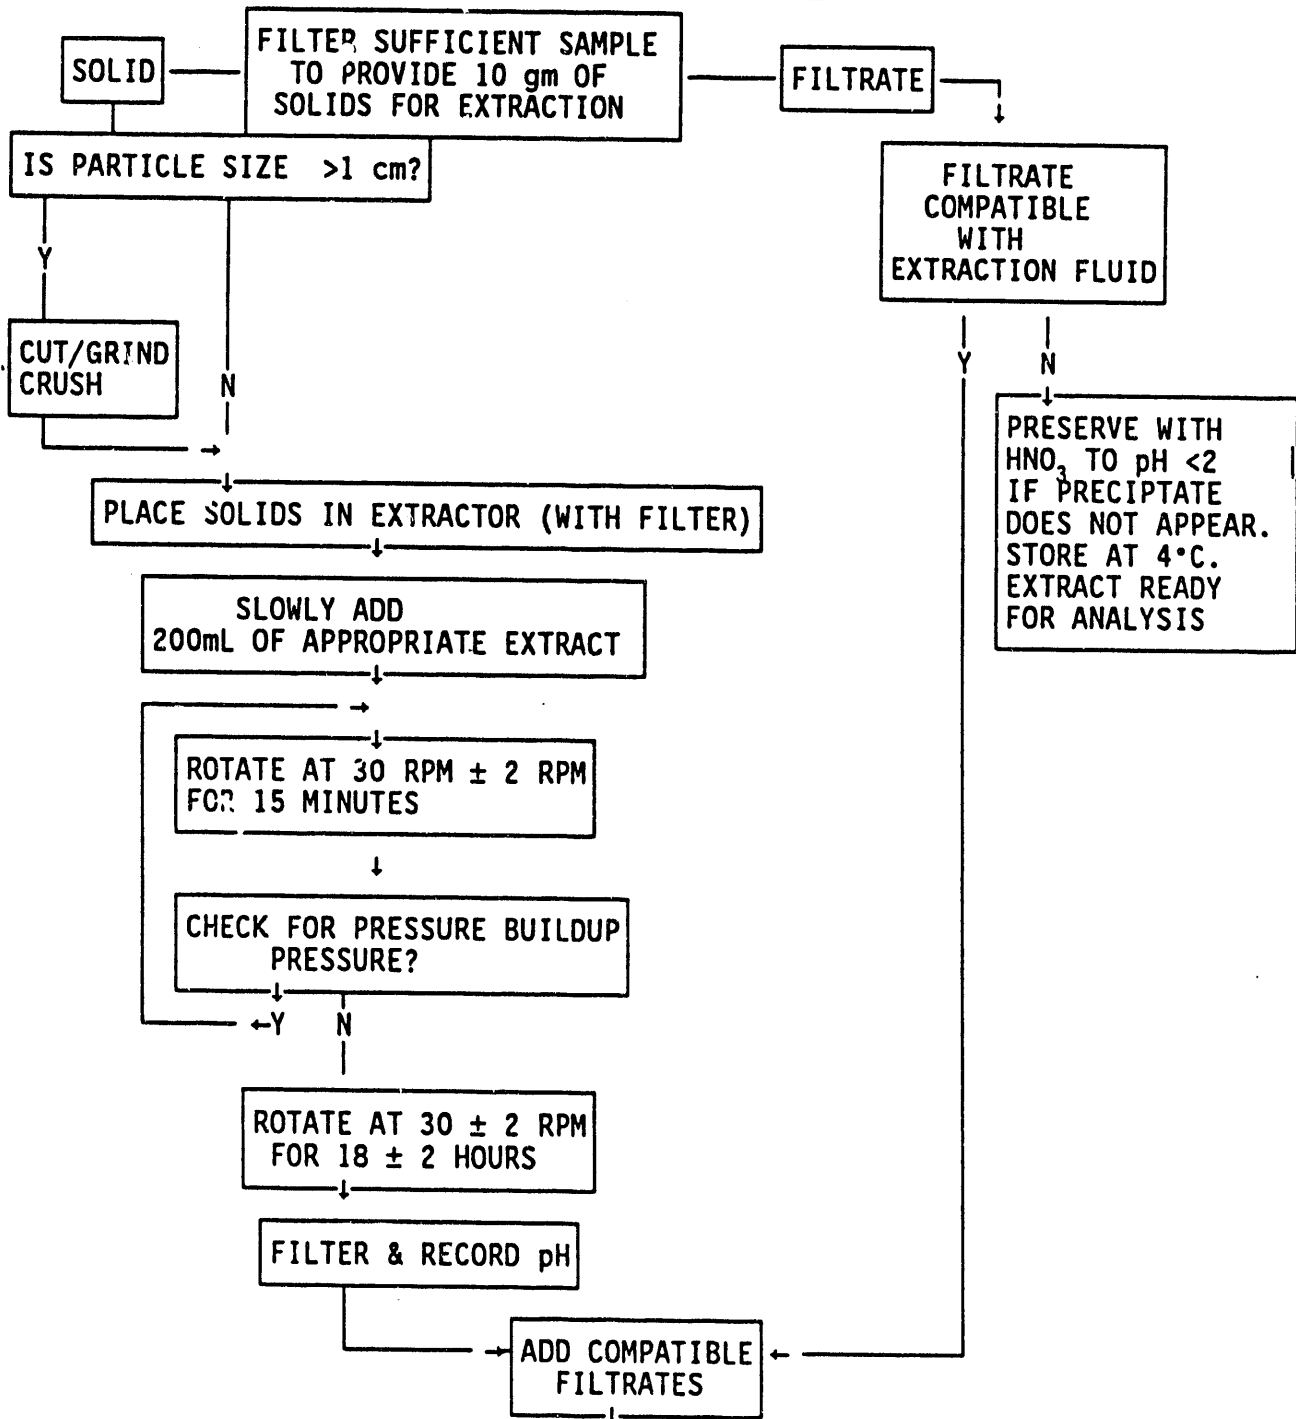 FILTER SUFFICIENT SAMPLE
TO PROVIDE 10 gm OF
SOLIDS FOR EXTRACTION
SOLID
FILTRATE
IS PARTICLE SIZE >1 cm?
FILTRATE
COMPATIBLE
WITH
EXTRACTION FLUID
Y
N
CUT/GRIND
CRUSH
Y
N
PRESERVE WITH
HNO₃ TO pH <2
IF PRECIPTATE
DOES NOT APPEAR.
STORE AT 4°C.
EXTRACT READY
FOR ANALYSIS
PLACE SOLIDS IN EXTRACTOR (WITH FILTER)
SLOWLY ADD
200mL OF APPROPRIATE EXTRACT
ROTATE AT 30 RPM ± 2 RPM
FOR 15 MINUTES
CHECK FOR PRESSURE BUILDUP
PRESSURE?
Y N
ROTATE AT 30 ± 2 RPM
FOR 18 ± 2 HOURS
FILTER & RECORD pH
ADD COMPATIBLE
FILTRATES